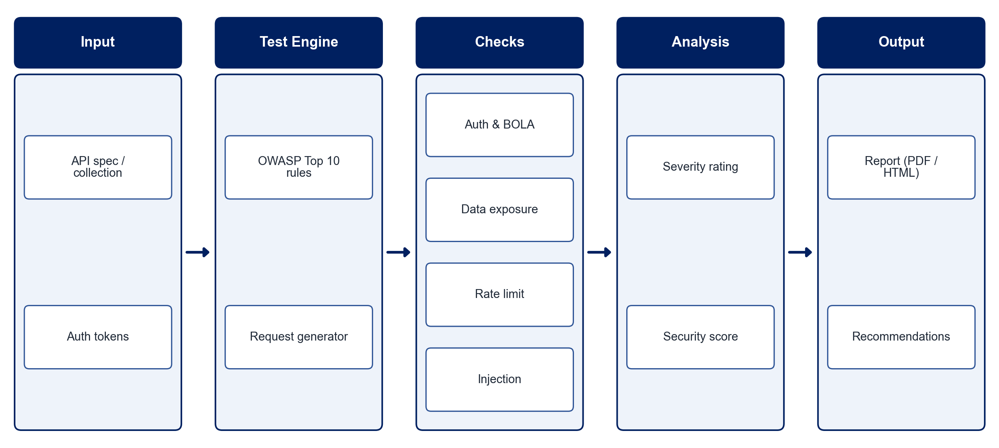 Input
API spec /
collection
Auth tokens
Test Engine
OWASP Top 10
rules
Request generator
Checks
Auth & BOLA
Data exposure
Rate limit
Injection
Analysis
Severity rating
Security score
Output
Report (PDF /
HTML)
Recommendations